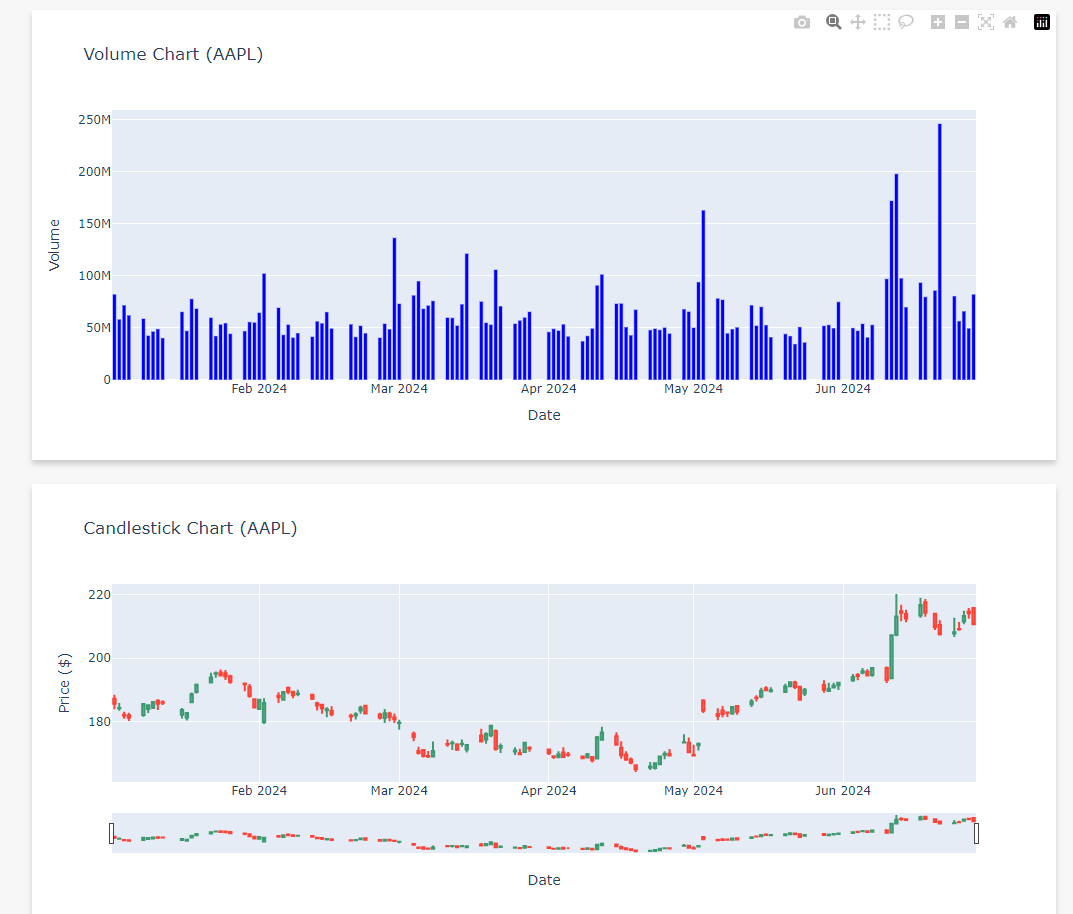 Volume Chart (AAPL)
250M
200M
150M
100M
50M
0
Volume
Feb 2024 Mar 2024 Apr 2024 May 2024 Jun 2024
Date
Candlestick Chart (AAPL)
220
200
180
Price ($)
Feb 2024 Mar 2024 Apr 2024 May 2024 Jun 2024
Date